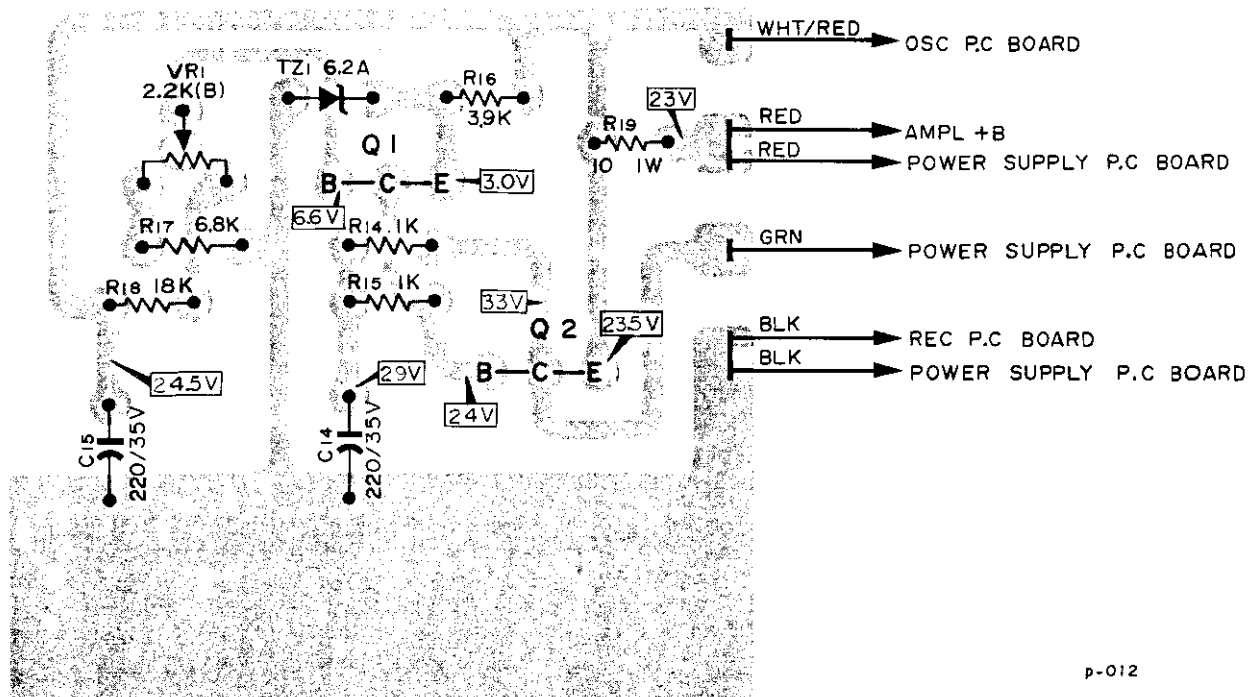 WHT/RED
OSC P.C BOARD
VR1
2.2K(B)
TZ1 6.2A
R16
3.9K
23V
R19
10 1W
RED
AMPL +B
RED
POWER SUPPLY P.C BOARD
Q1
B C E
3.0V
6.6V
R17 6.8K
R14 1K
GRN
POWER SUPPLY P.C BOARD
R18 18K
R15 1K
33V
Q2
23.5V
BLK
REC P.C BOARD
B C E
BLK
POWER SUPPLY P.C BOARD
24.5V
29V
24V
C15
220/35V
C14
220/35V
P-012